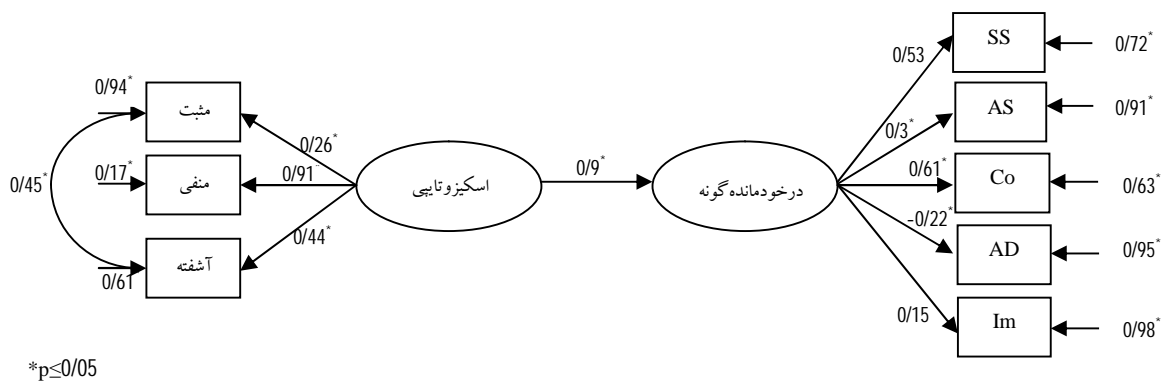 SS
0/72*
0/53
0/94*
مثبت
AS
0/91*
0/26*
0/3*
0/45*
0/17*
منفی
0/91*
اسکیزوتایپی
0/9*
درخودمانده‌گونه
0/61*
Co
0/63*
0/44*
-0/22*
آشفته
0/61
AD
0/95*
0/15
Im
0/98*
*p≤0/05